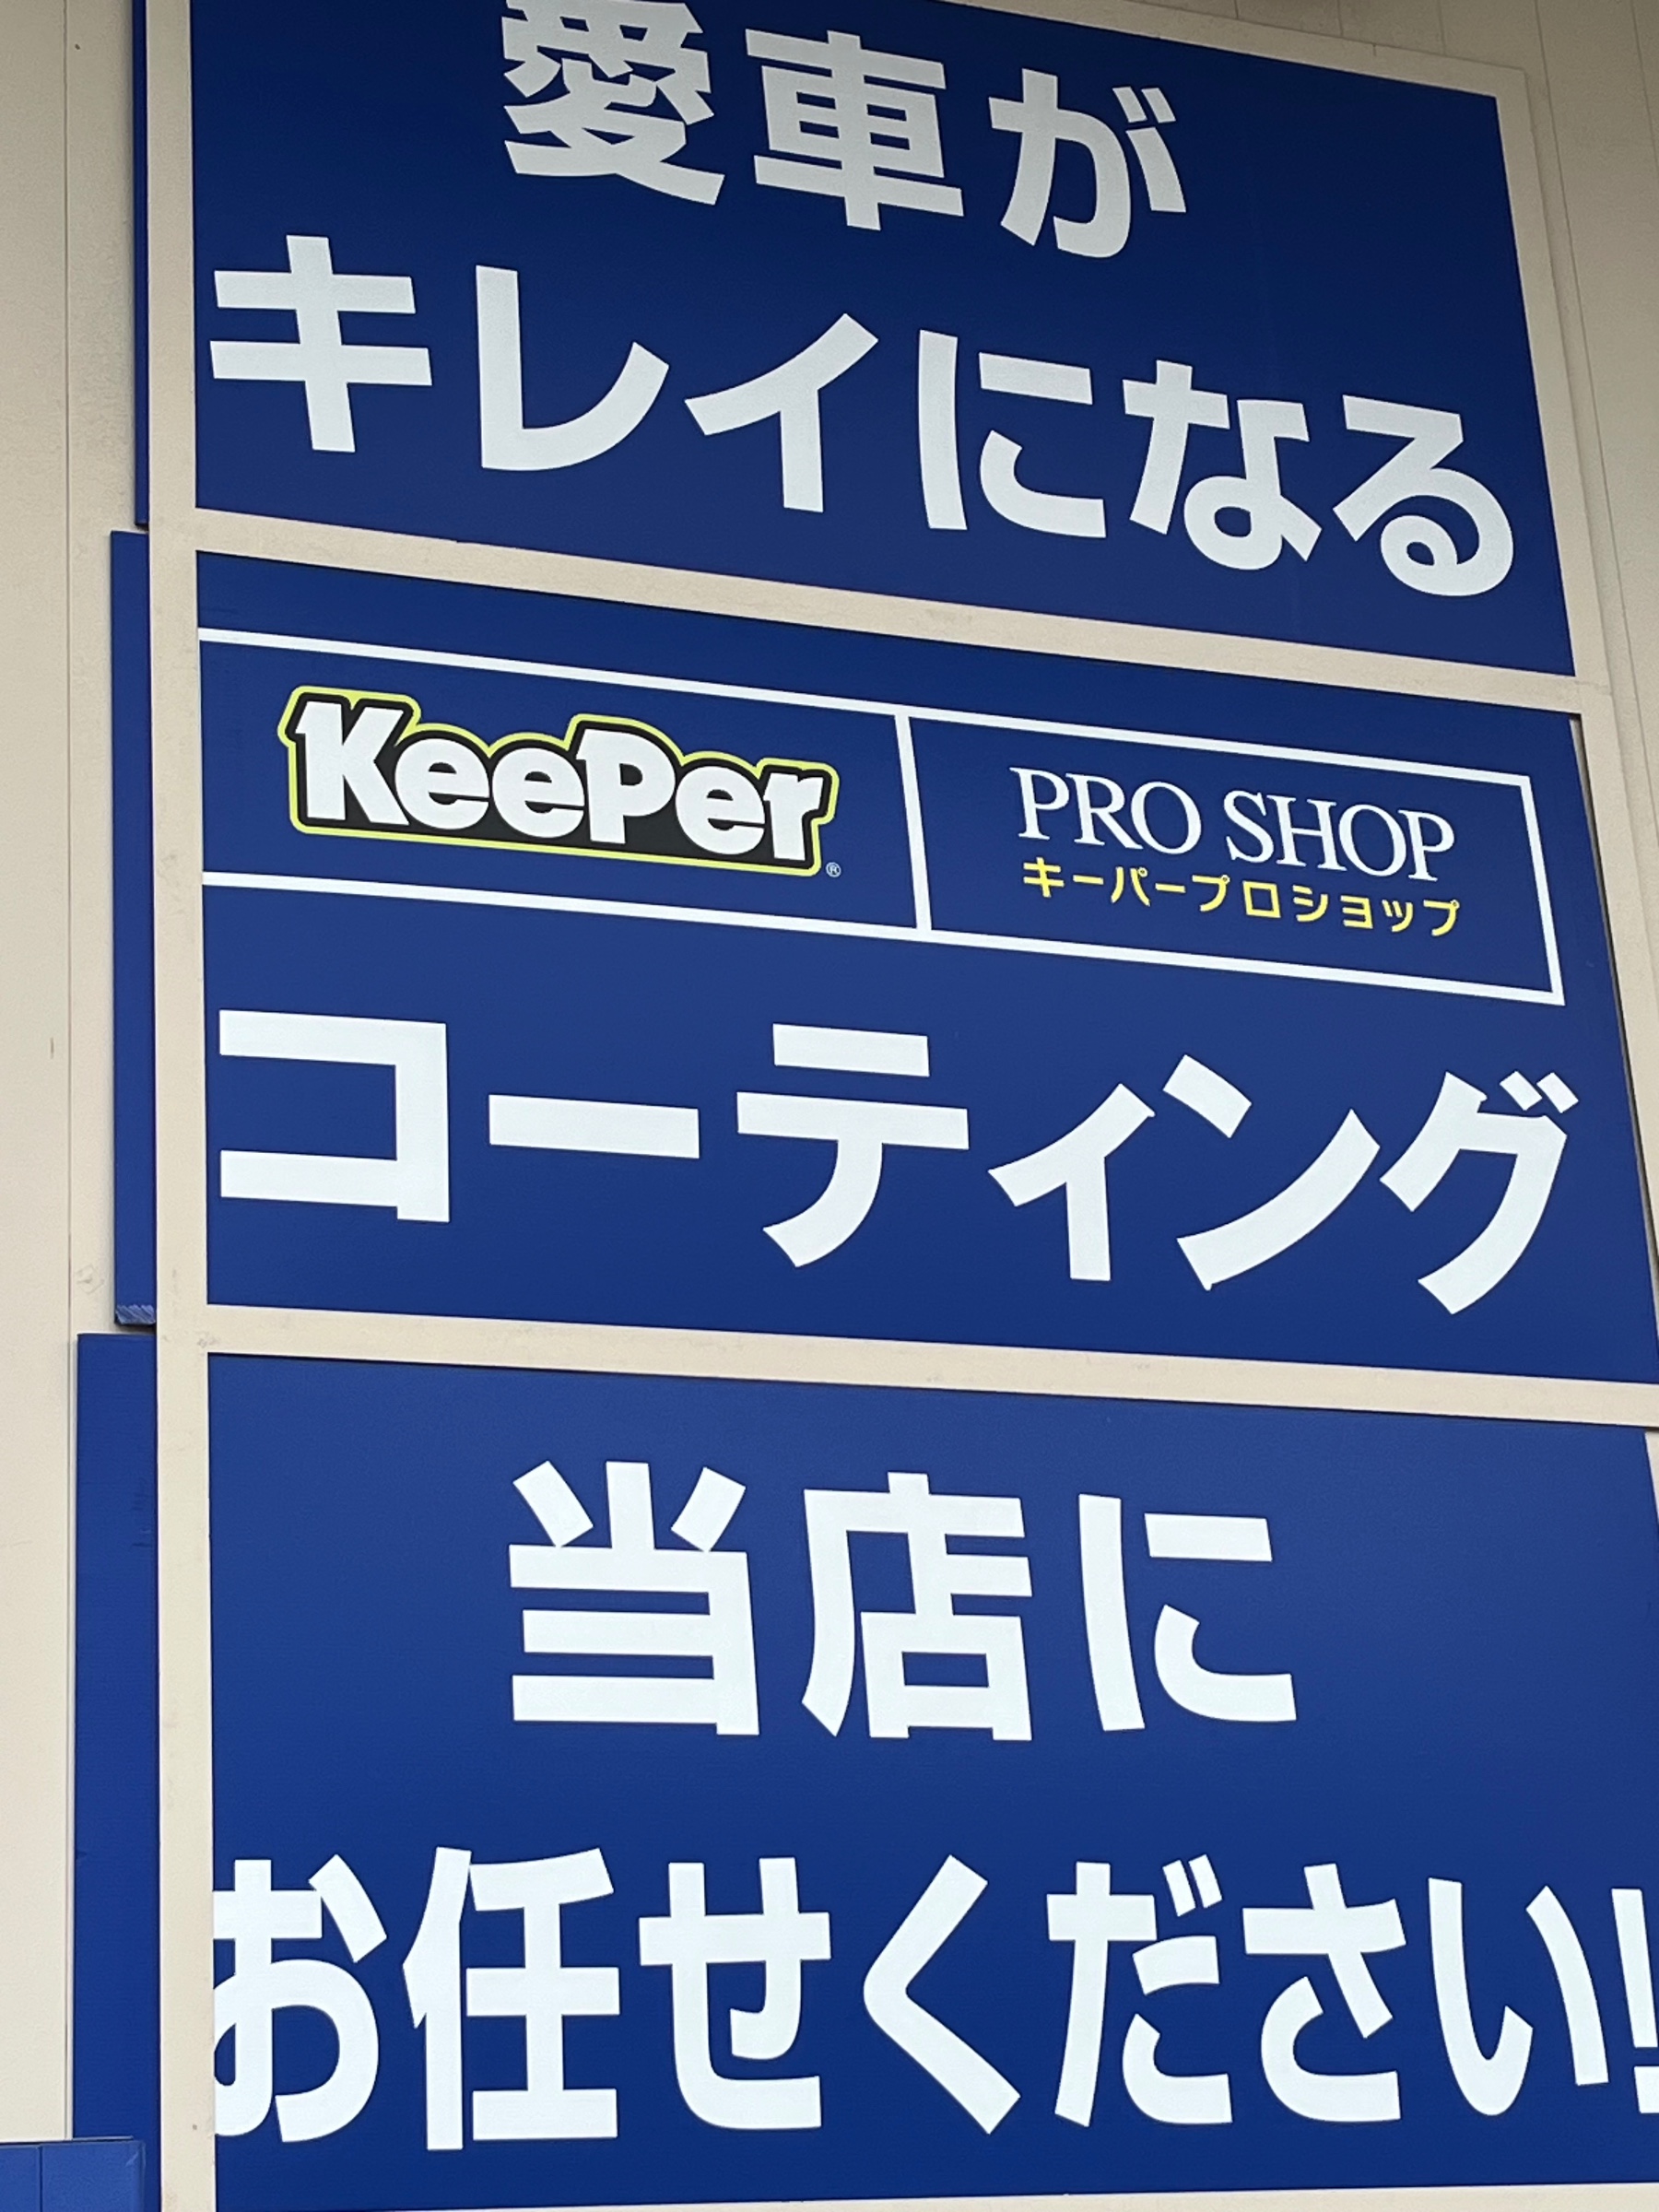 愛車が
キレイになる
KeePer®
PRO SHOP
キーパープロショップ
コーティング
当店に
お任せください!